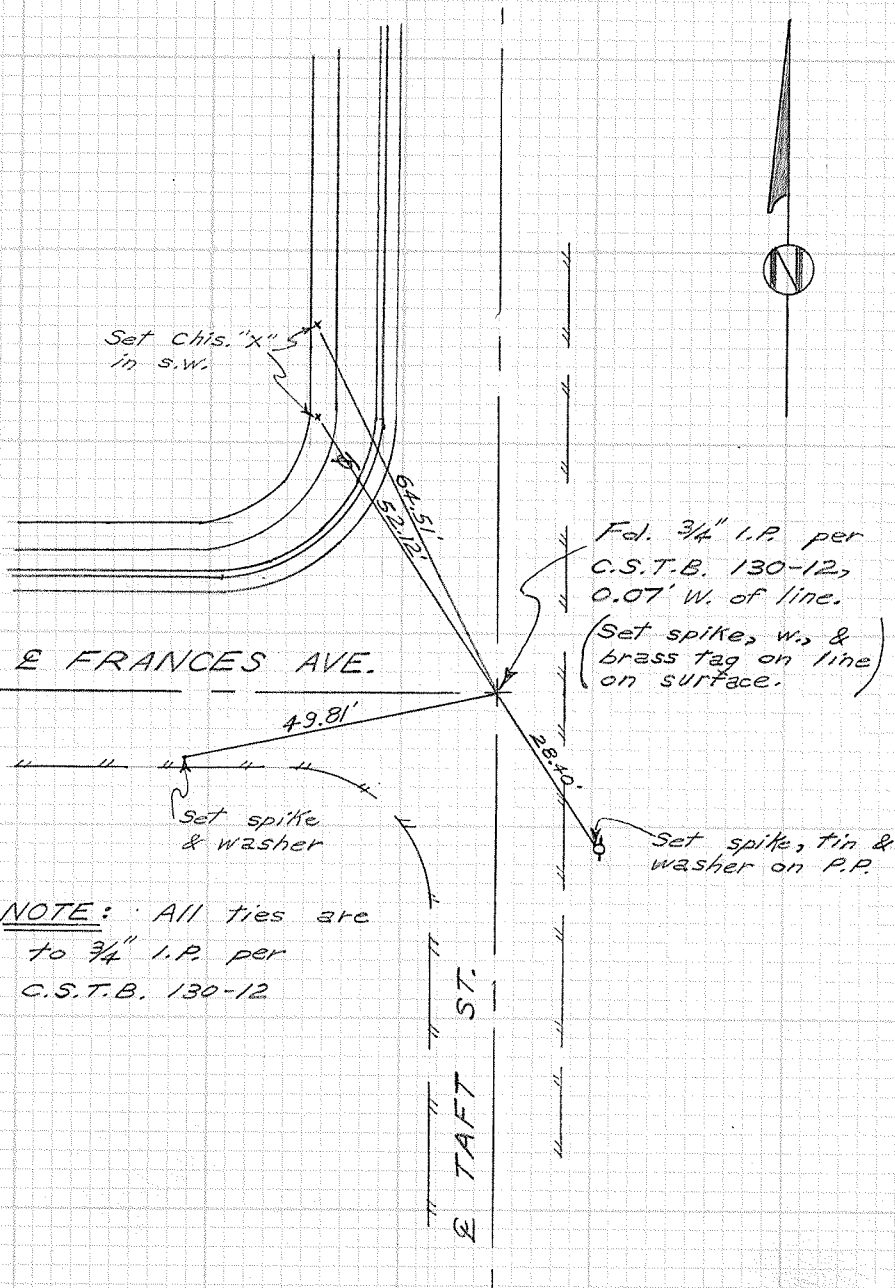 N
Set Chis. "X"
in s.w.
64.51'
52.12'
Fd. 3/4" I.P. per
C.S.T.B. 130-12,
0.07' W. of line.
(Set spike, w., &
brass tag on line
on surface.)
℄ FRANCES AVE.
49.81'
28.40'
Set spike
& washer
Set spike, tin &
washer on P.P.
NOTE: All ties are
to 3/4" I.P. per
C.S.T.B. 130-12
℄ TAFT ST.